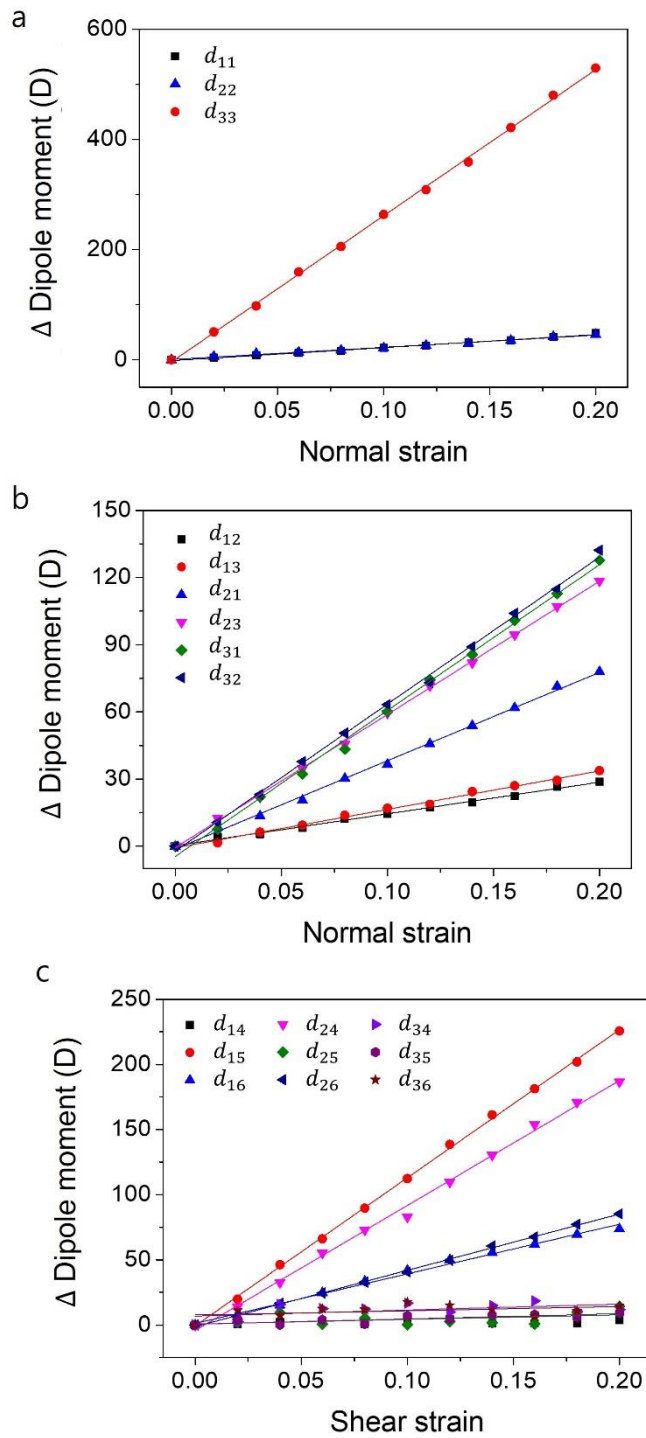 a
600
400
200
0
Δ Dipole moment (D)
d11
d22
d33
0.00 0.05 0.10 0.15 0.20
Normal strain
b
150
120
90
60
30
0
Δ Dipole moment (D)
d12
d13
d21
d23
d31
d32
0.00 0.05 0.10 0.15 0.20
Normal strain
c
250
200
150
100
50
0
Δ Dipole moment (D)
d14 d24 d34
d15 d25 d35
d16 d26 d36
0.00 0.05 0.10 0.15 0.20
Shear strain